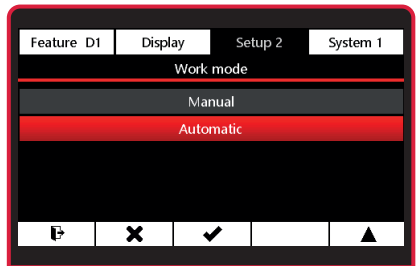 Feature D1 Display Setup 2 System 1
Work mode
Manual
Automatic